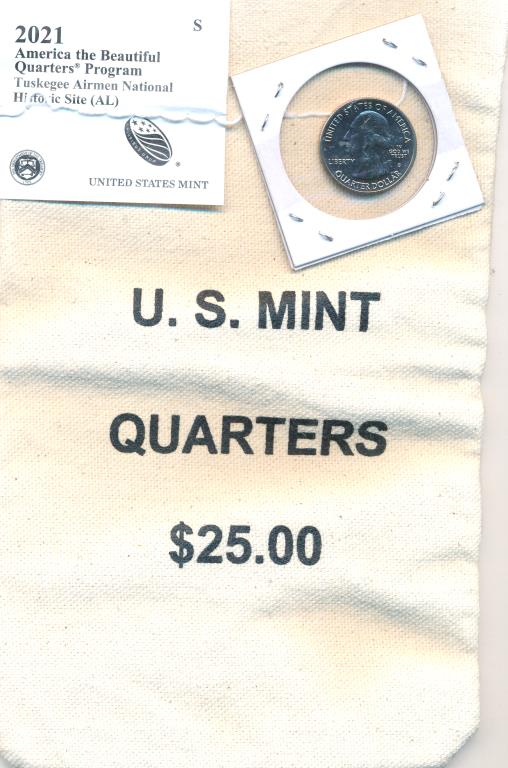 2021
S
America the Beautiful
Quarters® Program
Tuskegee Airmen National
Historic Site (AL)
UNITED STATES MINT
UNITED STATES OF AMERICA
LIBERTY
IN
GOD WE
TRUST
S
QUARTER DOLLAR
U. S. MINT
QUARTERS
$25.00